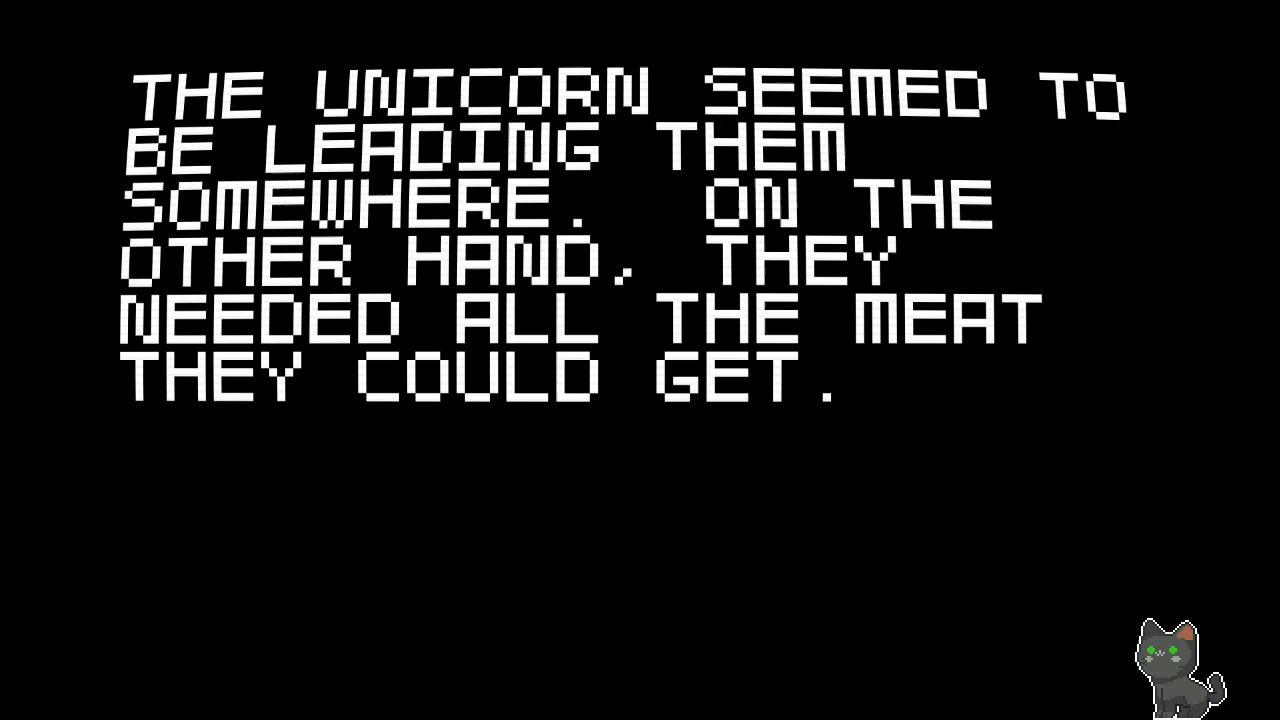 THE UNICORN SEEMED TO
BE LEADING THEM
SOMEWHERE.  ON THE
OTHER HAND, THEY
NEEDED ALL THE MEAT
THEY COULD GET.